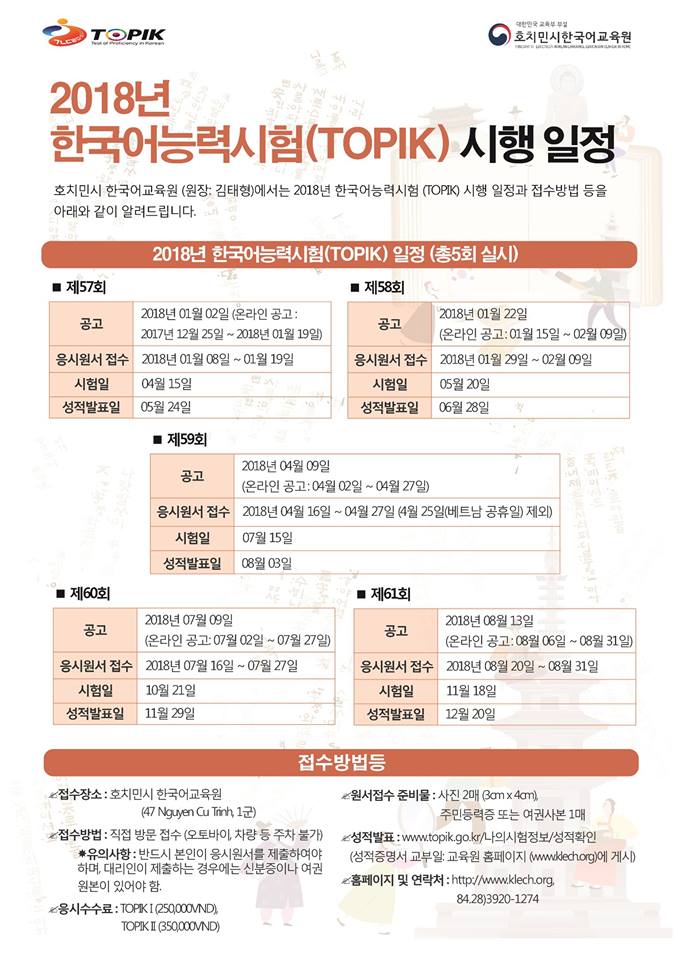 TOPIK
Test of Proficiency in Korean
대한민국 교육부 부설
호치민시한국어교육원
2018년
한국어능력시험(TOPIK) 시행 일정
호치민시 한국어교육원 (원장: 김태형)에서는 2018년 한국어능력시험 (TOPIK) 시행 일정과 접수방법 등을
아래와 같이 알려드립니다.
2018년 한국어능력시험(TOPIK) 일정 (총5회 실시)
■ 제57회
공고 2018년 01월 02일 (온라인 공고 :
2017년 12월 25일 ~ 2018년 01월 19일)
응시원서 접수 2018년 01월 08일 ~ 01월 19일
시험일 04월 15일
성적발표일 05월 24일
■ 제58회
공고 2018년 01월 22일
(온라인 공고: 01월 15일 ~ 02월 09일)
응시원서 접수 2018년 01월 29일 ~ 02월 09일
시험일 05월 20일
성적발표일 06월 28일
■ 제59회
공고 2018년 04월 09일
(온라인 공고: 04월 02일 ~ 04월 27일)
응시원서 접수 2018년 04월 16일 ~ 04월 27일 (4월 25일(베트남 공휴일) 제외)
시험일 07월 15일
성적발표일 08월 03일
■ 제60회
공고 2018년 07월 09일
(온라인 공고: 07월 02일 ~ 07월 27일)
응시원서 접수 2018년 07월 16일 ~ 07월 27일
시험일 10월 21일
성적발표일 11월 29일
■ 제61회
공고 2018년 08월 13일
(온라인 공고: 08월 06일 ~ 08월 31일)
응시원서 접수 2018년 08월 20일 ~ 08월 31일
시험일 11월 18일
성적발표일 12월 20일
접수방법등
접수장소 : 호치민시 한국어교육원
(47 Nguyen Cu Trinh, 1군)
접수방법 : 직접 방문 접수 (오토바이, 차량 등 주차 불가)
*유의사항 : 반드시 본인이 응시원서를 제출하여야
하며, 대리인이 제출하는 경우에는 신분증이나 여권
원본이 있어야 함.
응시수수료 : TOPIK I (250,000VND),
TOPIK II (350,000VND)
원서접수 준비물 : 사진 2매 (3cm x 4cm),
주민등력증 또는 여권사본 1매
성적발표 : www.topik.go.kr/나의시험정보/성적확인
(성적증명서 교부일: 교육원 홈페이지 (www.klech.org)에 게시)
홈페이지 및 연락처 : http://www.klech.org,
84.28)3920-1274